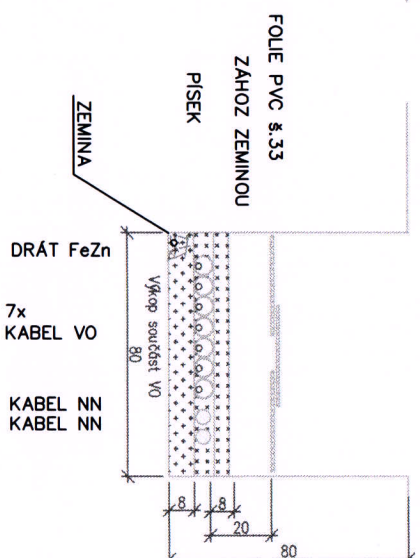 FOLIE PVC š.33
ZÁHOZ ZEMINOU
PÍSEK
ZEMINA
DRÁT FeZn
7x
KABEL VO
KABEL NN
KABEL NN
Výkop součást VO
80
8
8
20
80